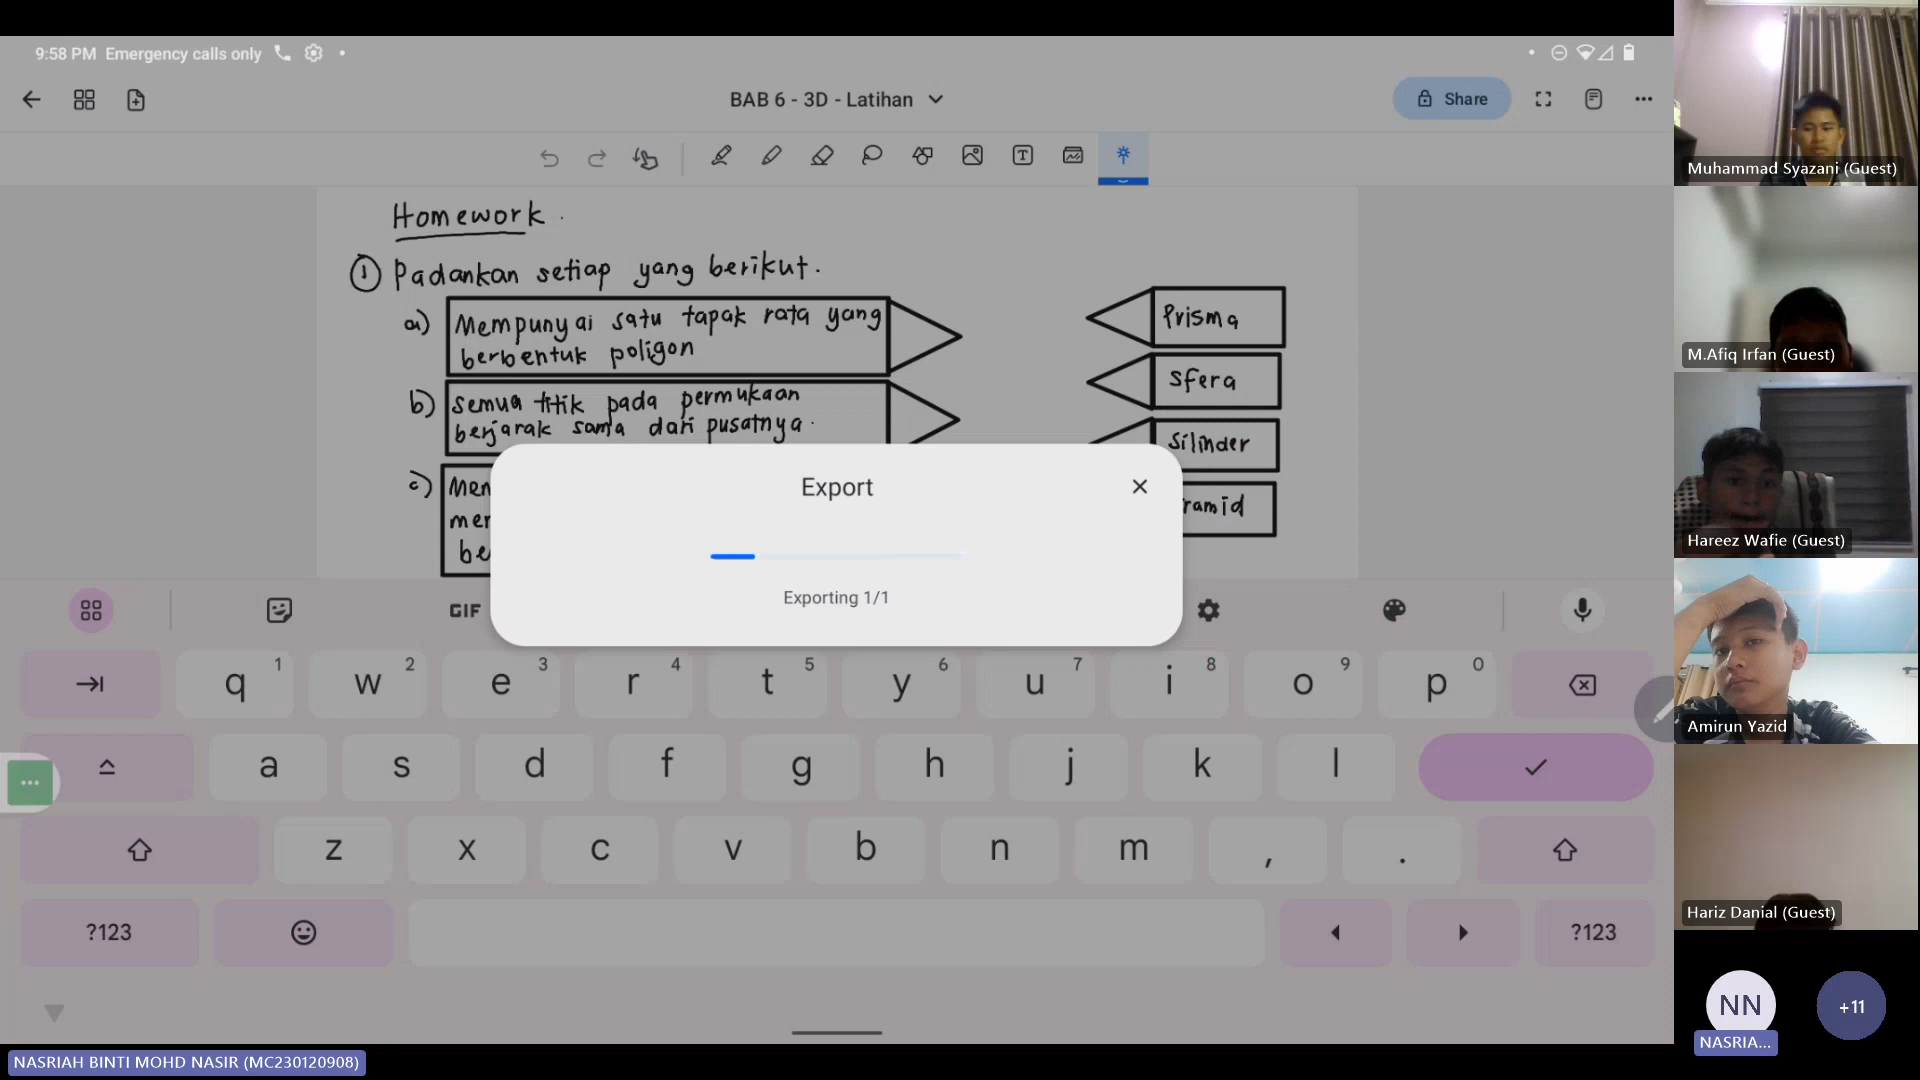 9:58 PM Emergency calls only
BAB 6 - 3D - Latihan
Share
Homework
1 Padankan setiap yang berikut.
a) Mempunyai satu tapak rata yang
berbentuk poligon
b) semua titik pada permukaan
berjarak sama dari pusatnya.
c)
Prisma
Sfera
Silinder
Export
Exporting 1/1
GIF
q 1 w 2 e 3 r 4 t 5 y 6 u 7 i 8 o 9 p 0
a s d f g h j k l
z x c v b n m , .
?123 ?123
Muhammad Syazani (Guest)
M.Afiq Irfan (Guest)
Hareez Wafie (Guest)
Amirun Yazid
Hariz Danial (Guest)
NN
+11
NASRIA...
NASRIAH BINTI MOHD NASIR (MC230120908)